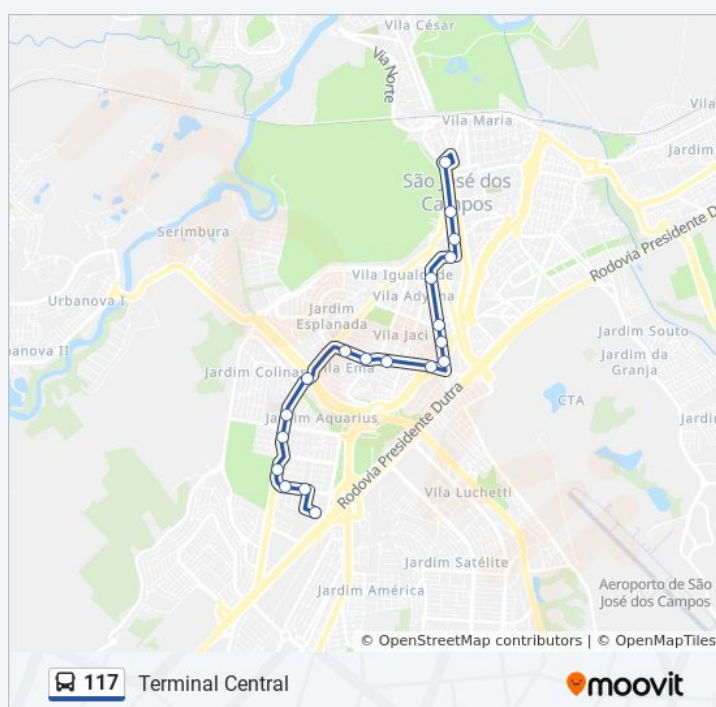 Vila César
Via Norte
Vila Maria
Vila
Jardim
São José dos
Campos
Serimbura
Rodovia Presidente D
Vila Igualdade
Vila Adyana
Urbanova I
Jardim
Esplanada
Vila Jaci
Jardim Souto
banova II
Jardim da
Granja
Jardim Colinas
Vila Ema
CTA
Jardim Aquarius
Jardi
Rodovia Presidente Dutra
Vila Luchetti
Jardim Satélite
Jardim América
Aeroporto de São
José dos Campos
© OpenStreetMap contributors | © OpenMapTiles
117 Terminal Central
moovit